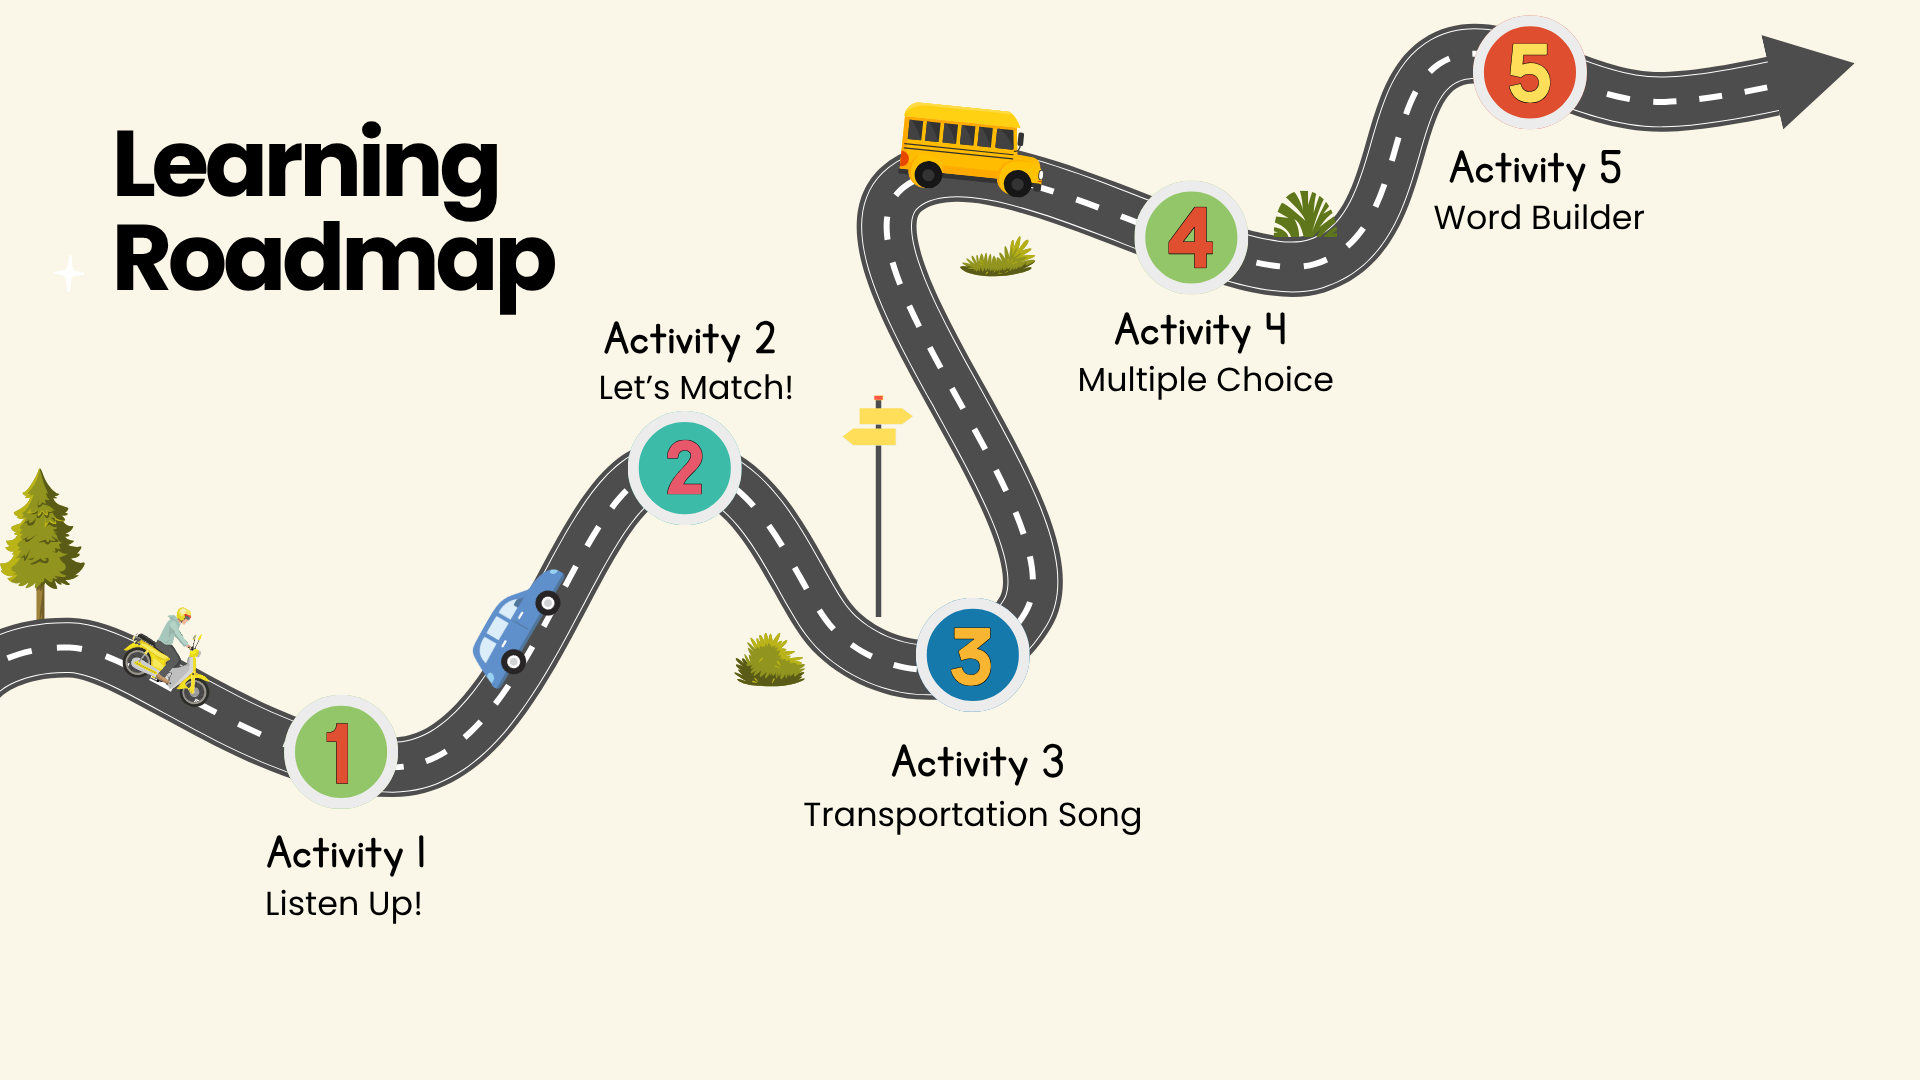 Learning
Roadmap
1
Activity 1
Listen Up!
Activity 2
Let's Match!
2
3
Activity 3
Transportation Song
4
Activity 4
Multiple Choice
5
Activity 5
Word Builder